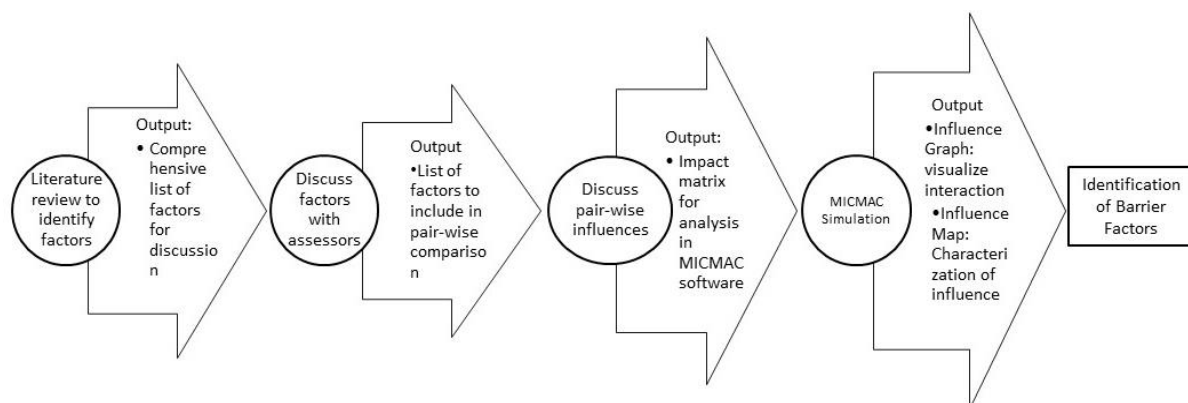 Literature
review to
identify
factors
Output:
• Compre
hensive
list of
factors
for
discussio
n
Discuss
factors with
assessors
Output
•List of
factors to
include in
pair-wise
compariso
n
Discuss
pair-wise
influences
Output:
• Impact
matrix
for
analysis
in
MICMAC
software
MICMAC
Simulation
Output
•Influence
Graph:
visualize
interaction
•Influence
Map:
Characteri
zation of
influence
Identification
of Barrier
Factors